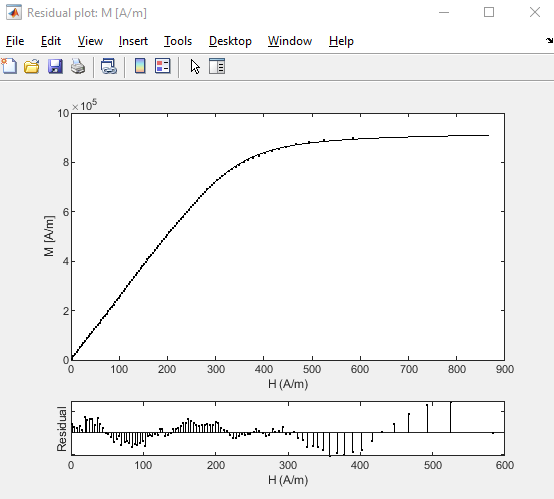 Residual plot: M [A/m]
File Edit View Insert Tools Desktop Window Help
×10⁵
10
8
6
4
2
0
M [A/m]
0 100 200 300 400 500 600 700 800 900
H (A/m)
Residual
0 100 200 300 400 500 600
H (A/m)